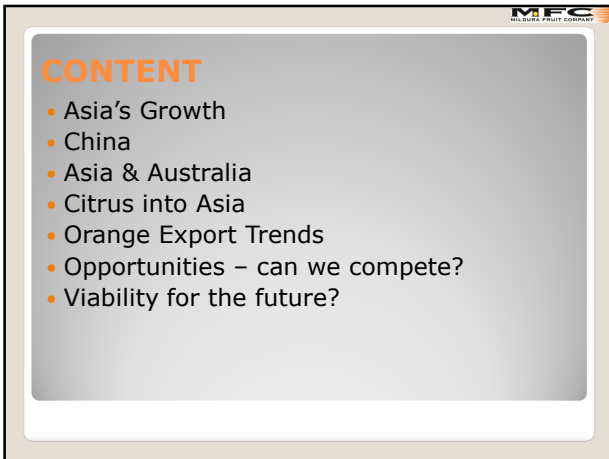 MFC
MILDURA FRUIT COMPANY
CONTENT
• Asia’s Growth
• China
• Asia & Australia
• Citrus into Asia
• Orange Export Trends
• Opportunities – can we compete?
• Viability for the future?